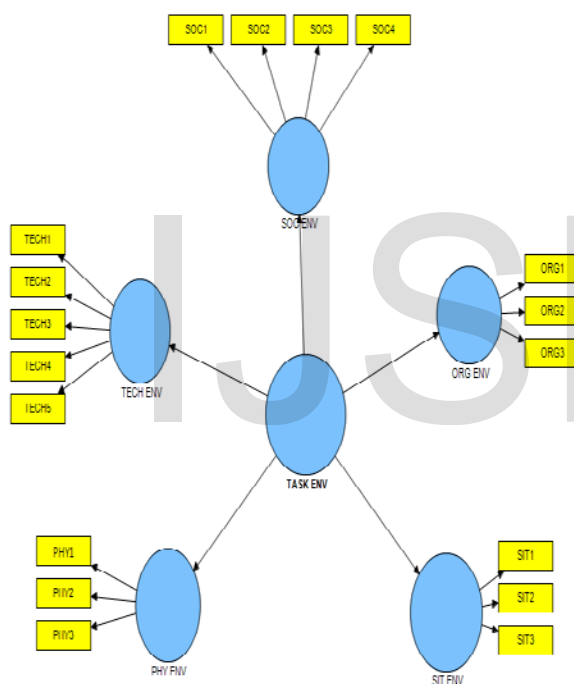 SOC1 SOC2 SOC3 SOC4
SOC ENV
TECH1
TECH2
TECH3
TECH4
TECH5
TECH ENV
ORG1
ORG2
ORG3
ORG ENV
TASK ENV
PHY1
PHY2
PHY3
PHY ENV
SIT1
SIT2
SIT3
SIT ENV